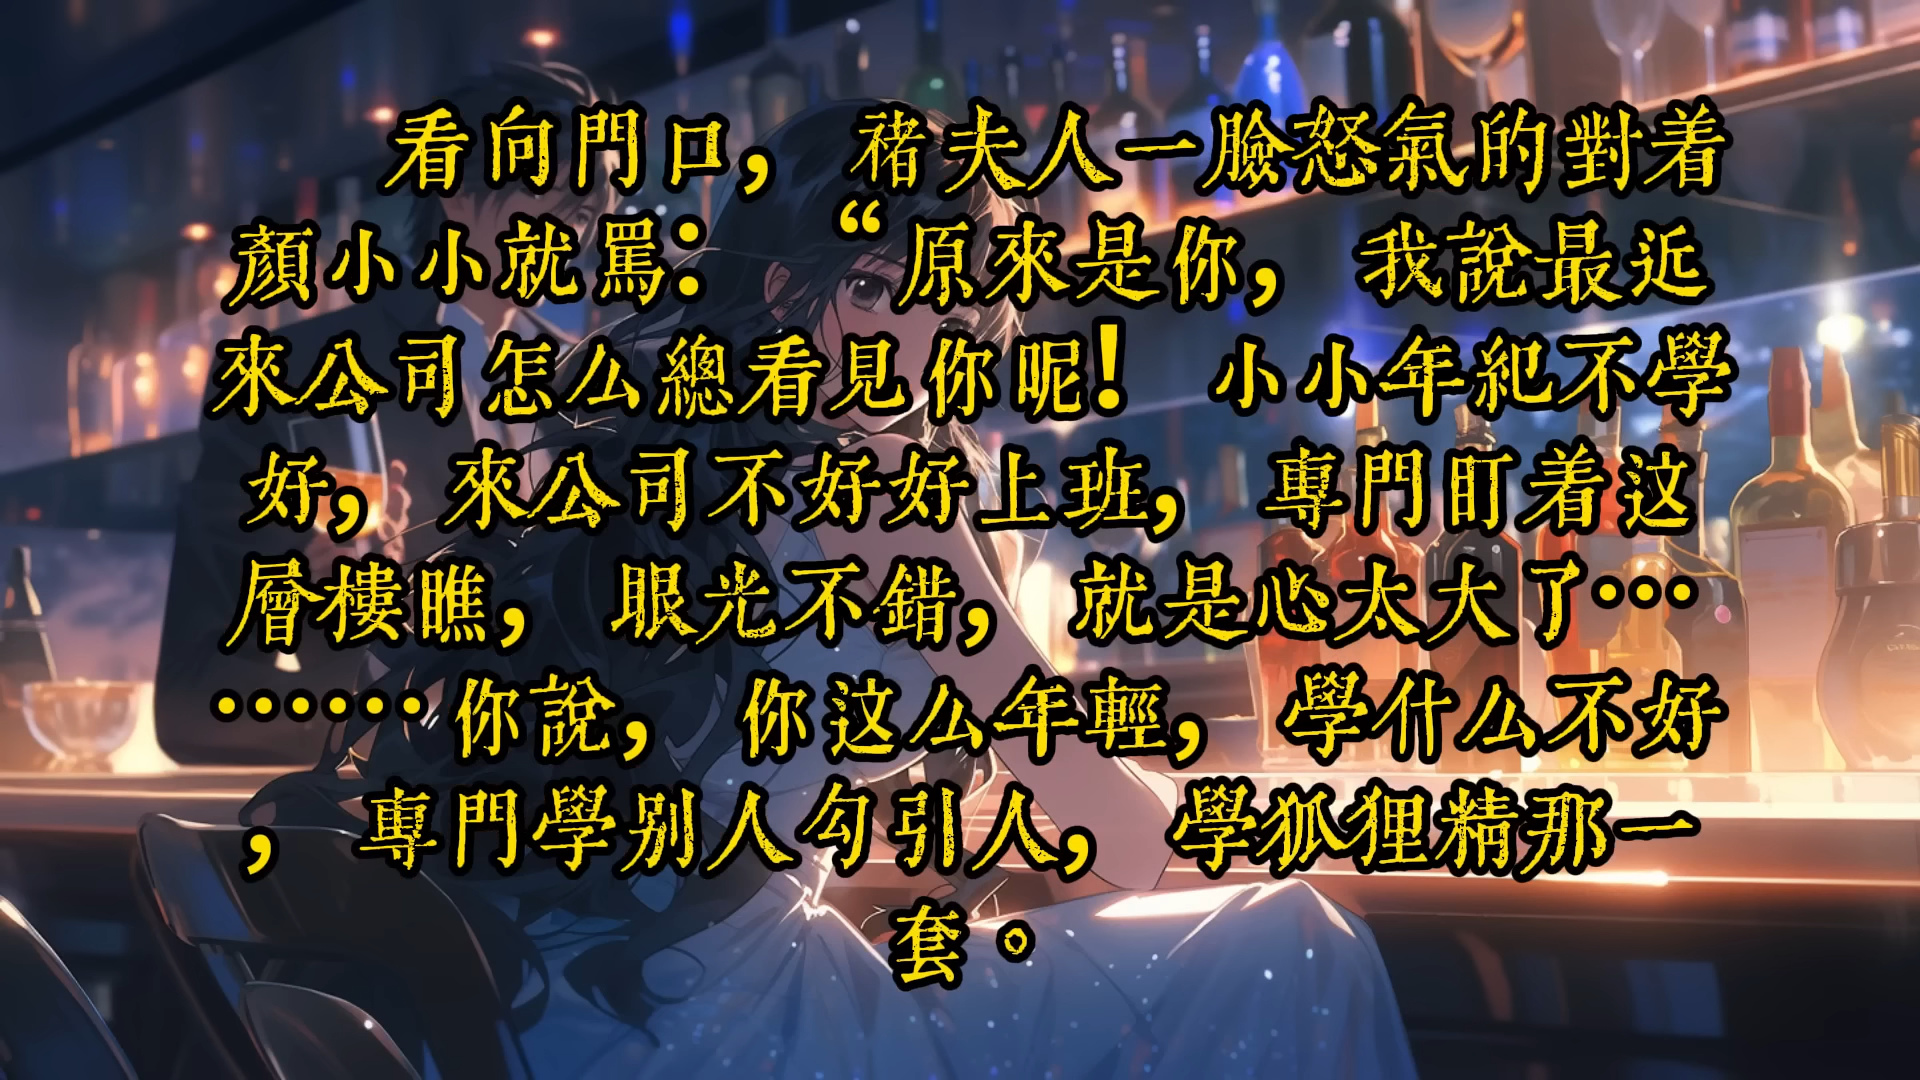 看向門口，褚夫人一臉怒氣的對着
顏小小就罵：“原來是你，我說最近
來公司怎么總看見你呢！小小年紀不學
好，來公司不好好上班，專門盯着这
層樓瞧，眼光不錯，就是心太大了…
……你說，你这么年輕，學什么不好
，專門學别人勾引人，學狐狸精那一
套。